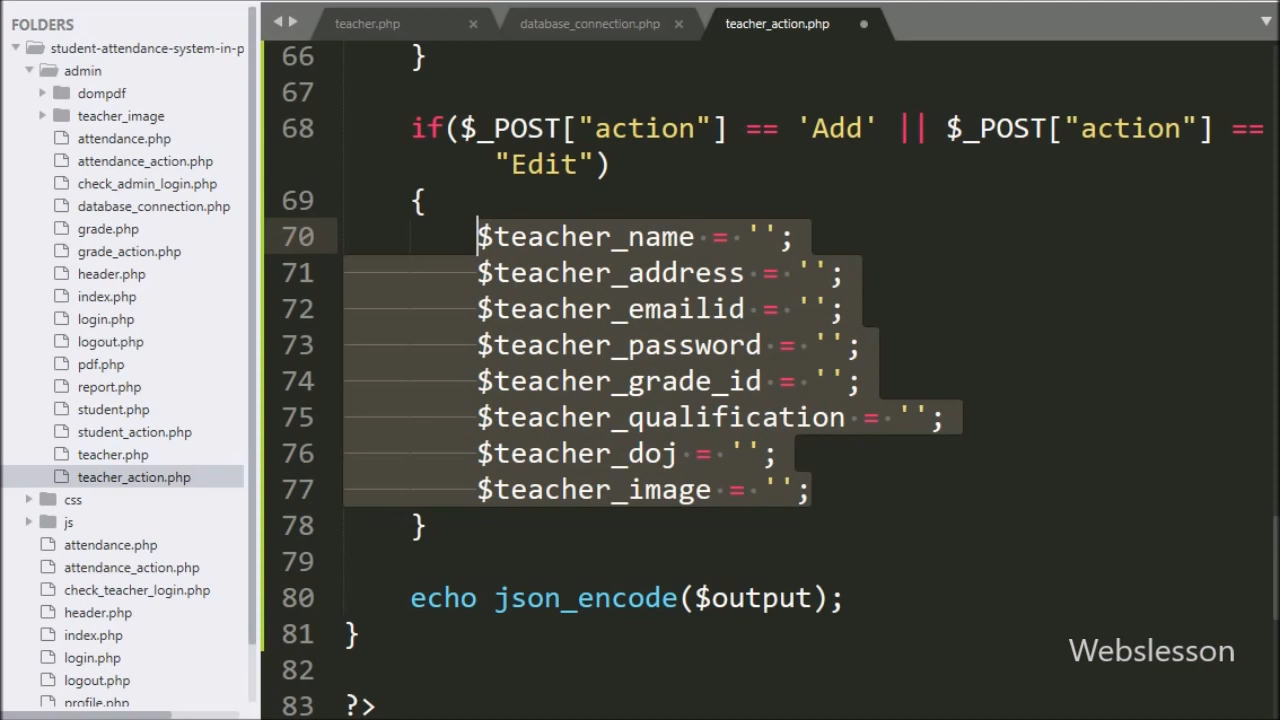 FOLDERS
student-attendance-system-in-p
admin
dompdf
teacher_image
attendance.php
attendance_action.php
check_admin_login.php
database_connection.php
grade.php
grade_action.php
header.php
index.php
login.php
logout.php
pdf.php
report.php
student.php
student_action.php
teacher.php
teacher_action.php
css
js
attendance.php
attendance_action.php
check_teacher_login.php
header.php
index.php
login.php
logout.php
profile.php
teacher.php × database_connection.php × teacher_action.php
66 }
67
68 if($_POST["action"] == 'Add' || $_POST["action"] ==
"Edit")
69 {
70 $teacher_name = '';
71 $teacher_address = '';
72 $teacher_emailid = '';
73 $teacher_password = '';
74 $teacher_grade_id = '';
75 $teacher_qualification = '';
76 $teacher_doj = '';
77 $teacher_image = '';
78 }
79
80 echo json_encode($output);
81 }
82
83 ?>
Webslesson